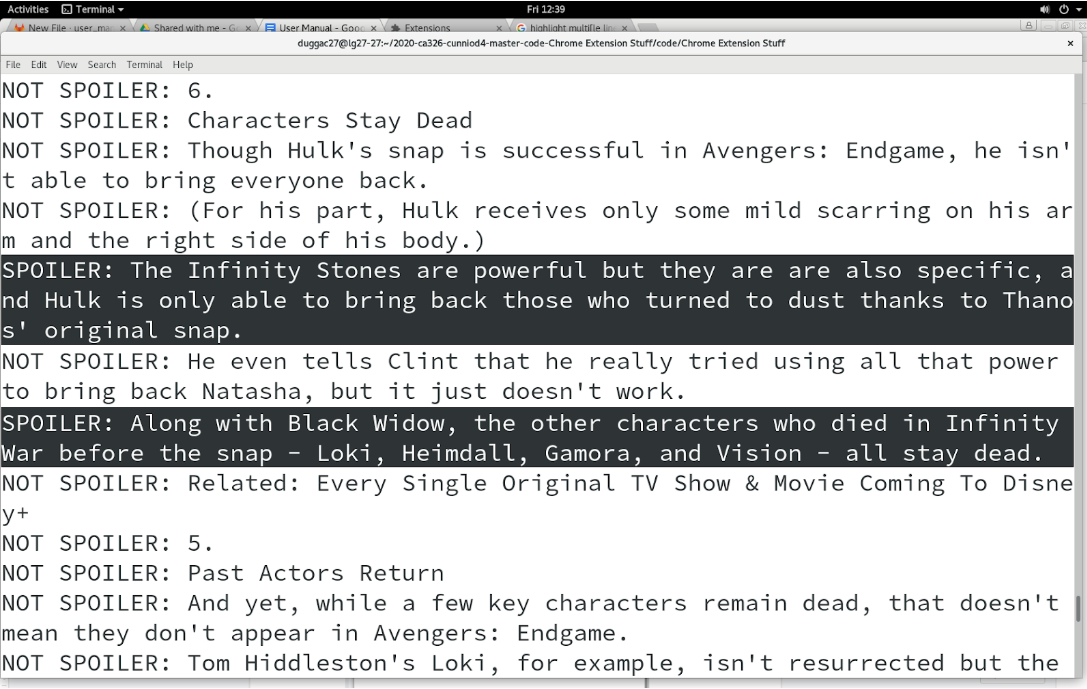 Activities Terminal Fri 12:39
New File · user_ma Shared with me - G User Manual - Goo Extensions highlight multiple lin
duggac27@lg27-27:~/2020-ca326-cunniod4-master-code-Chrome Extension Stuff/code/Chrome Extension Stuff
File Edit View Search Terminal Help
NOT SPOILER: 6.
NOT SPOILER: Characters Stay Dead
NOT SPOILER: Though Hulk's snap is successful in Avengers: Endgame, he isn'
t able to bring everyone back.
NOT SPOILER: (For his part, Hulk receives only some mild scarring on his ar
m and the right side of his body.)
SPOILER: The Infinity Stones are powerful but they are are also specific, a
nd Hulk is only able to bring back those who turned to dust thanks to Thano
s' original snap.
NOT SPOILER: He even tells Clint that he really tried using all that power
to bring back Natasha, but it just doesn't work.
SPOILER: Along with Black Widow, the other characters who died in Infinity
War before the snap – Loki, Heimdall, Gamora, and Vision – all stay dead.
NOT SPOILER: Related: Every Single Original TV Show & Movie Coming To Disne
y+
NOT SPOILER: 5.
NOT SPOILER: Past Actors Return
NOT SPOILER: And yet, while a few key characters remain dead, that doesn't
mean they don't appear in Avengers: Endgame.
NOT SPOILER: Tom Hiddleston's Loki, for example, isn't resurrected but the